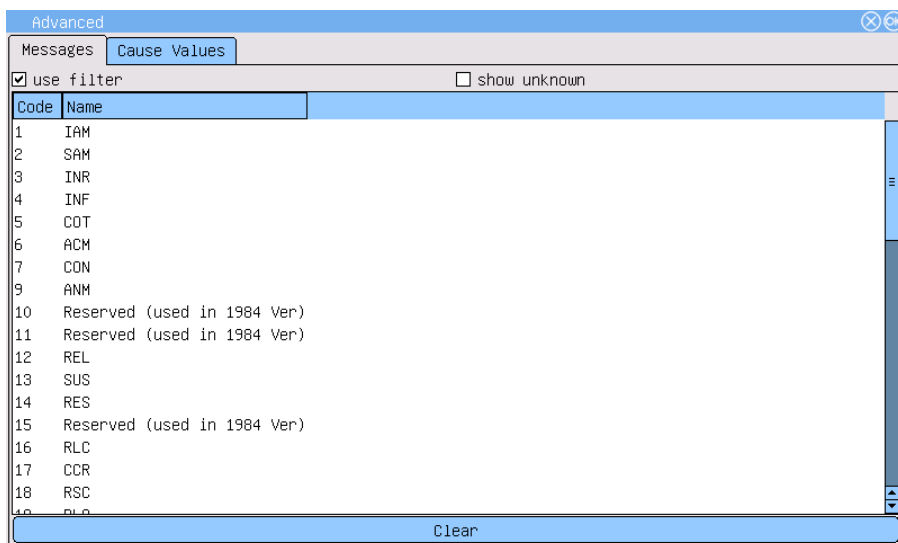 Advanced
Messages Cause Values
use filter show unknown
Code Name
1 IAM
2 SAM
3 INR
4 INF
5 COT
6 ACM
7 CON
9 ANM
10 Reserved (used in 1984 Ver)
11 Reserved (used in 1984 Ver)
12 REL
13 SUS
14 RES
15 Reserved (used in 1984 Ver)
16 RLC
17 CCR
18 RSC
Clear